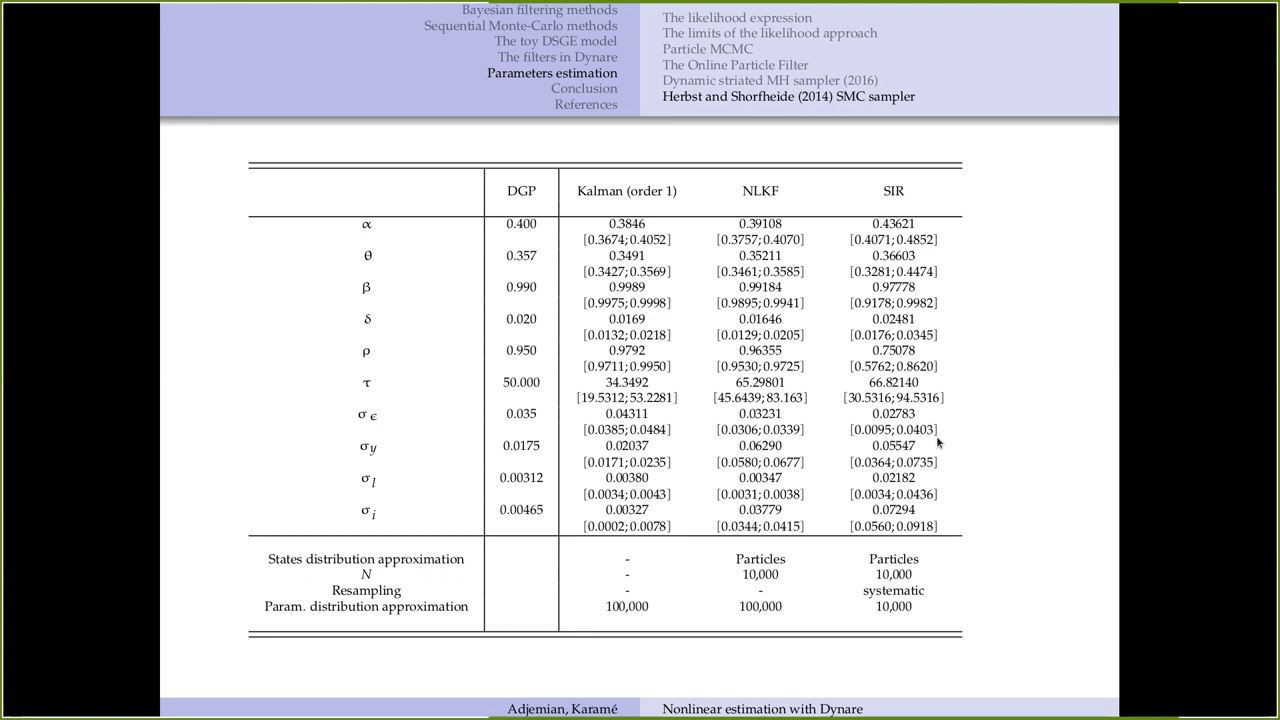 Bayesian filtering methods
Sequential Monte-Carlo methods
The toy DSGE model
The filters in Dynare
Parameters estimation
Conclusion
References
The likelihood expression
The limits of the likelihood approach
Particle MCMC
The Online Particle Filter
Dynamic striated MH sampler (2016)
Herbst and Shorfheide (2014) SMC sampler
DGP Kalman (order 1) NLKF SIR
α 0.400 0.3846 0.39108 0.43621
[0.3674; 0.4052] [0.3757; 0.4070] [0.4071; 0.4852]
θ 0.357 0.3491 0.35211 0.36603
[0.3427; 0.3569] [0.3461; 0.3585] [0.3281; 0.4474]
β 0.990 0.9989 0.99184 0.97778
[0.9975; 0.9998] [0.9895; 0.9941] [0.9178; 0.9982]
δ 0.020 0.0169 0.01646 0.02481
[0.0132; 0.0218] [0.0129; 0.0205] [0.0176; 0.0345]
ρ 0.950 0.9792 0.96355 0.75078
[0.9711; 0.9950] [0.9530; 0.9725] [0.5762; 0.8620]
τ 50.000 34.3492 65.29801 66.82140
[19.5312; 53.2281] [45.6439; 83.163] [30.5316; 94.5316]
σϵ 0.035 0.04311 0.03231 0.02783
[0.0385; 0.0484] [0.0306; 0.0339] [0.0095; 0.0403]
σy 0.0175 0.02037 0.06290 0.05547
[0.0171; 0.0235] [0.0580; 0.0677] [0.0364; 0.0735]
σl 0.00312 0.00380 0.00347 0.02182
[0.0034; 0.0043] [0.0031; 0.0038] [0.0034; 0.0436]
σi 0.00465 0.00327 0.03779 0.07294
[0.0002; 0.0078] [0.0344; 0.0415] [0.0560; 0.0918]
States distribution approximation - Particles Particles
N - 10,000 10,000
Resampling - - systematic
Param. distribution approximation 100,000 100,000 10,000
Adjemian, Karamé Nonlinear estimation with Dynare